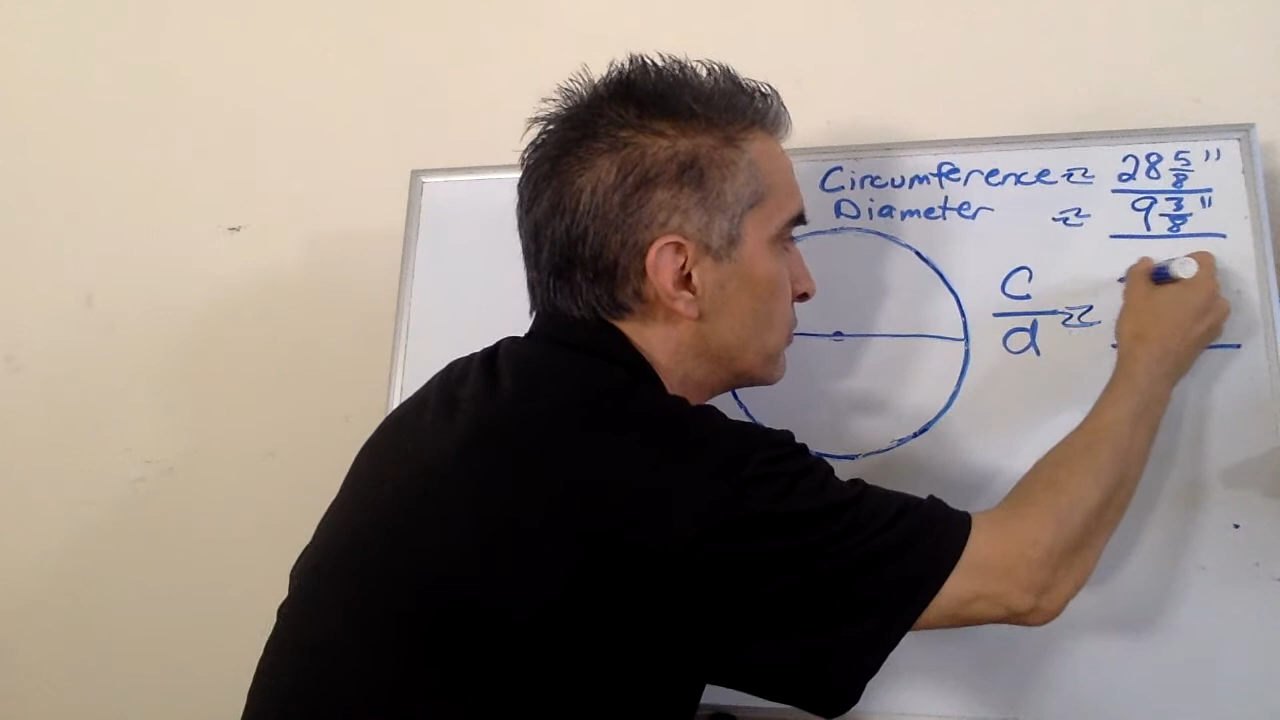 Circumference ≈ 28 5/8"
Diameter ≈ 9 3/8"
C/d ≈